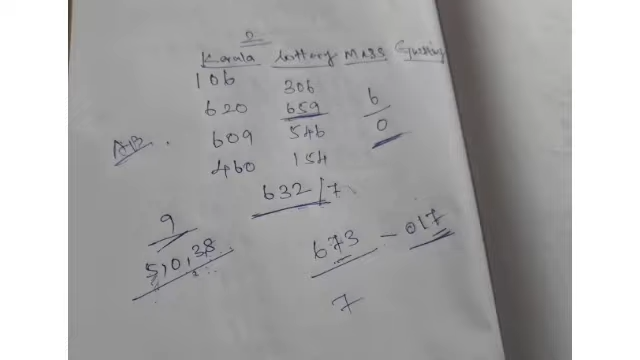 D
Kerala Lottery Mass Guessing
106 306
620 659 6
609 546 0
AB.
460 154
632/7
9
5,0,38
673 - 017
7